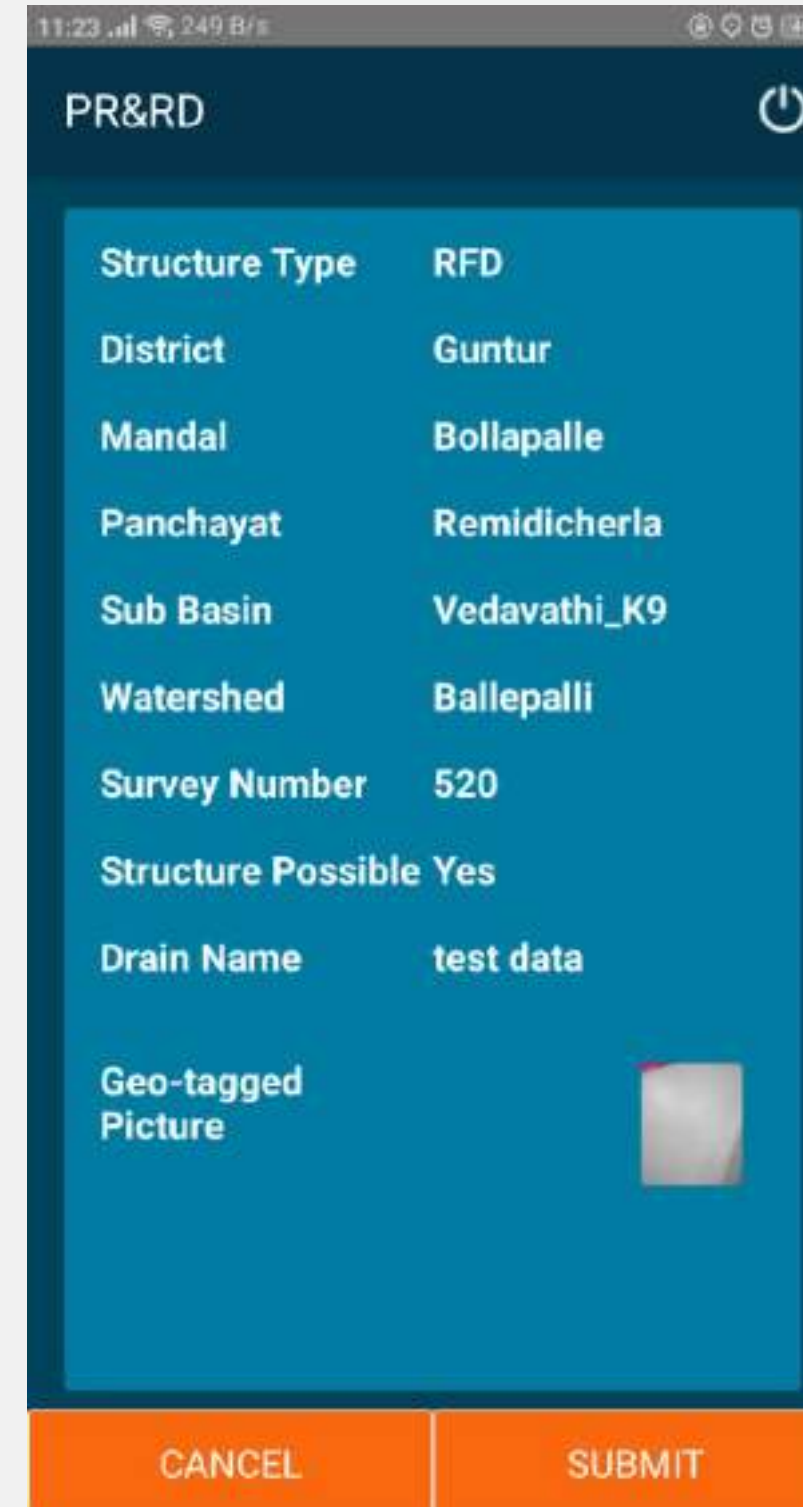 11:23 249 B/s
PR&RD
Structure Type RFD
District Guntur
Mandal Bollapalle
Panchayat Remidicherla
Sub Basin Vedavathi_K9
Watershed Ballepalli
Survey Number 520
Structure Possible Yes
Drain Name test data
Geo-tagged
Picture
CANCEL SUBMIT